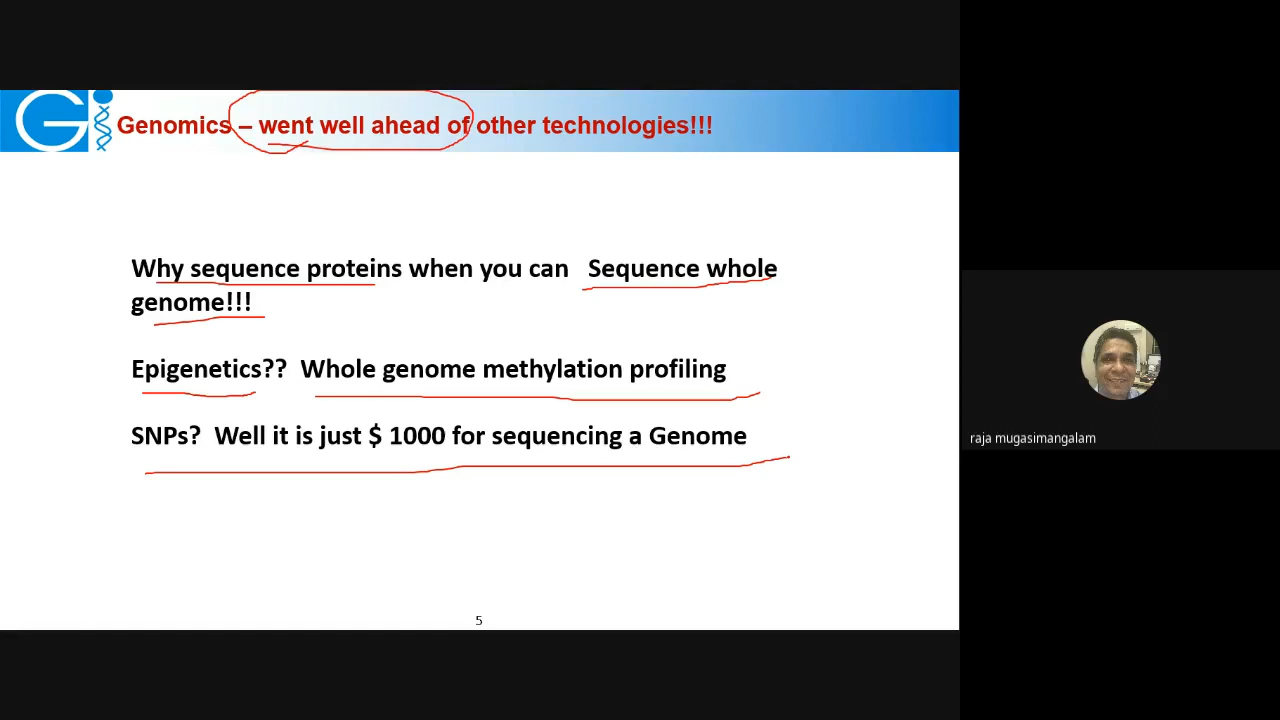 Gi
Genomics – went well ahead of other technologies!!!
Why sequence proteins when you can Sequence whole
genome!!!
Epigenetics?? Whole genome methylation profiling
SNPs? Well it is just $ 1000 for sequencing a Genome
5
raja mugasimangalam